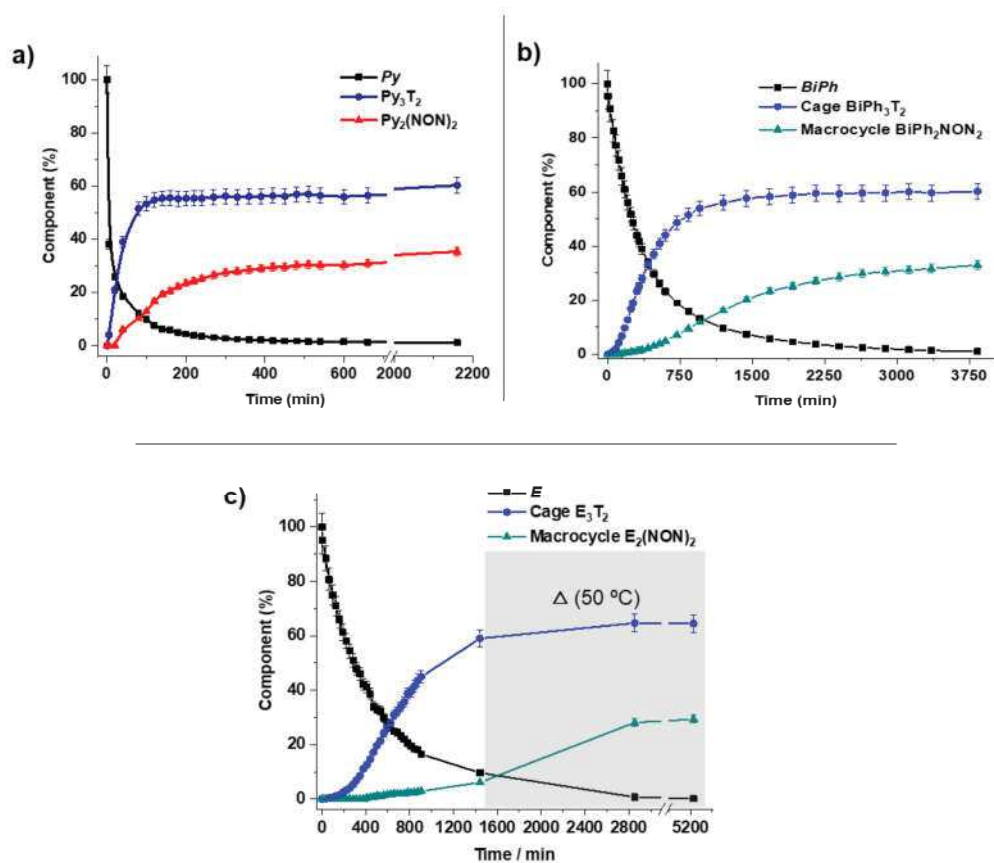 a)
Py
Py₃T₂
Py₂(NON)₂
Component (%)
100
80
60
40
20
0
0 200 400 600 2000 2200
Time (min)
b)
BiPh
Cage BiPh₃T₂
Macrocycle BiPh₂NON₂
Component (%)
100
80
60
40
20
0
0 750 1500 2250 3000 3750
Time (min)
c)
E
Cage E₃T₂
Macrocycle E₂(NON)₂
Δ (50 ºC)
Component (%)
100
80
60
40
20
0
0 400 800 1200 1600 2000 2400 2800 5200
Time / min